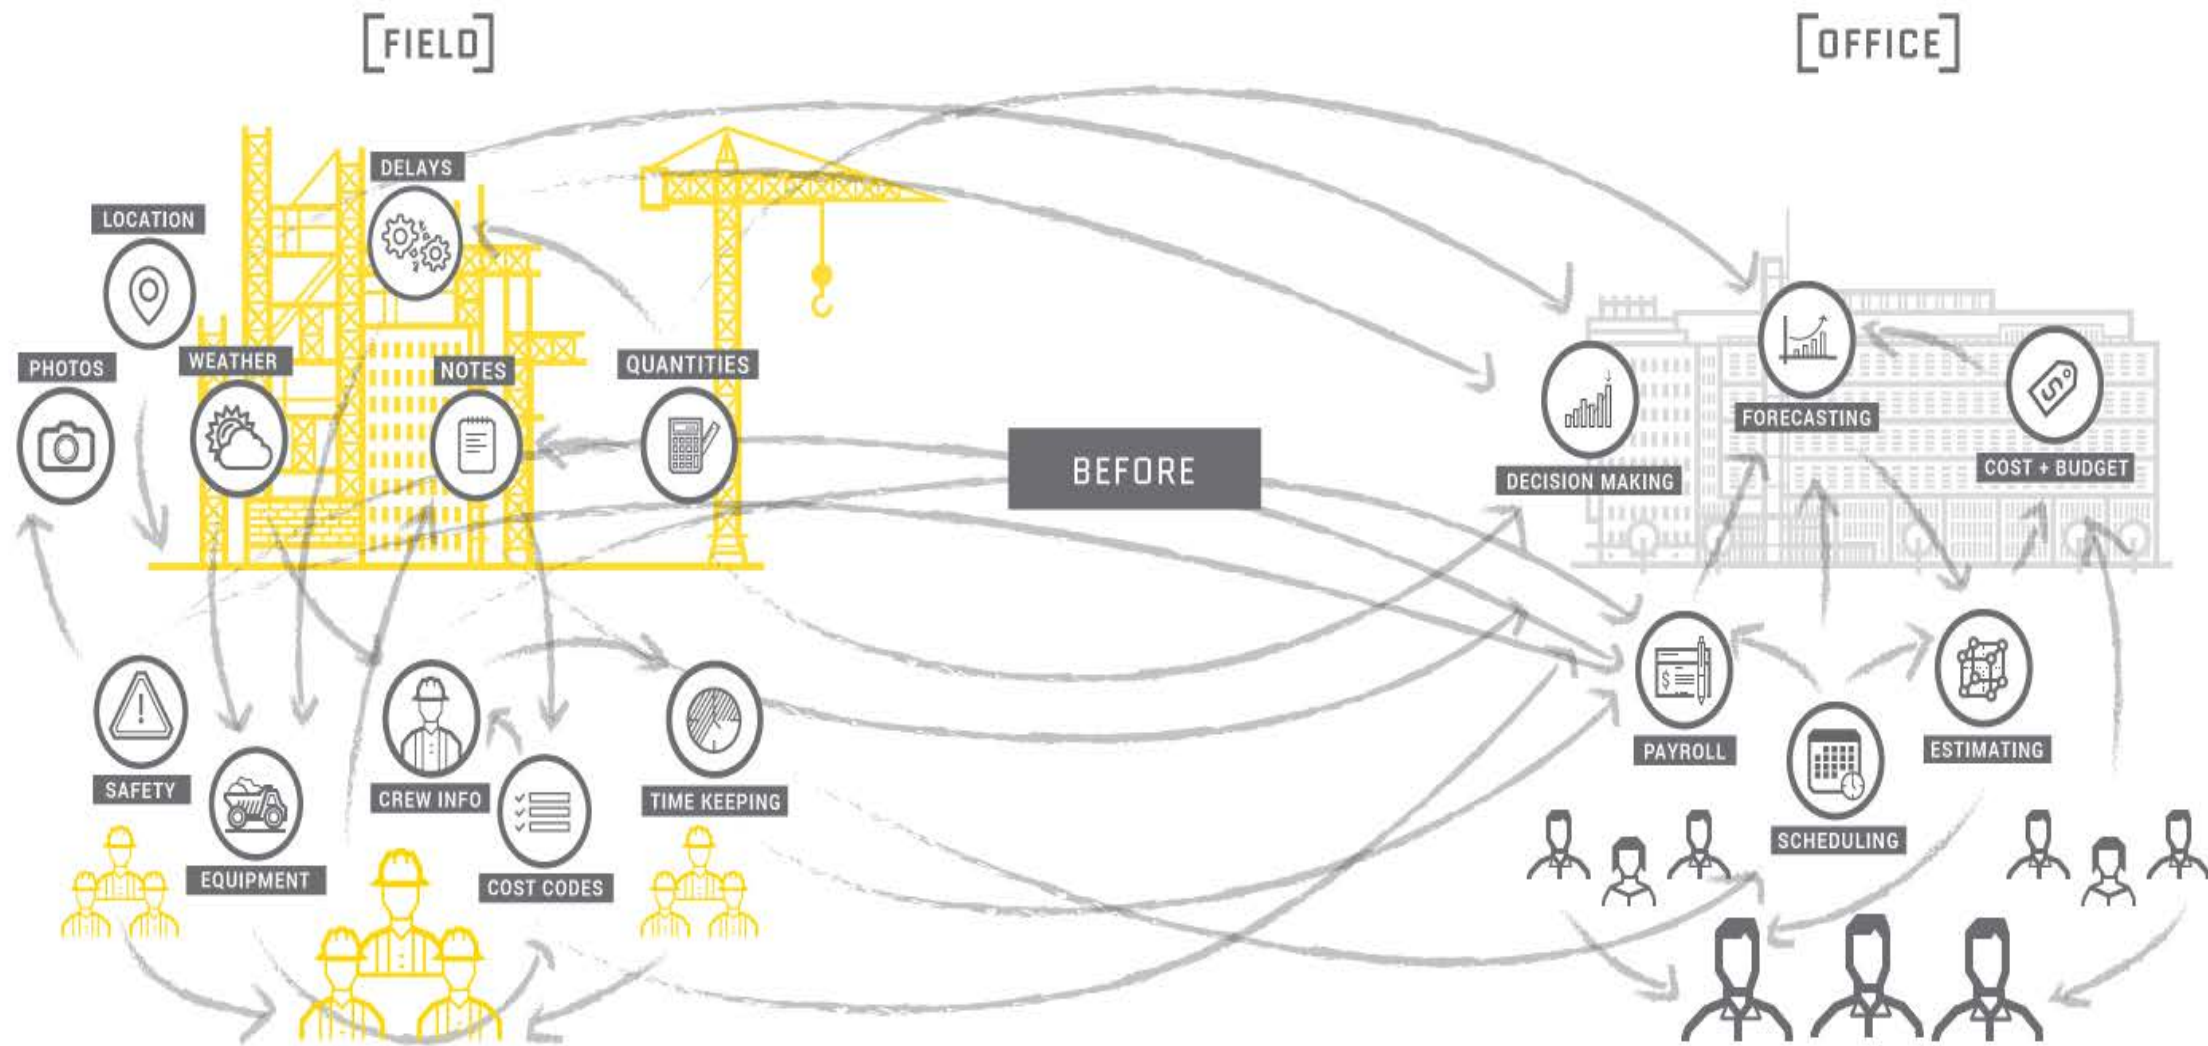 [FIELD]
[OFFICE]
DELAYS
LOCATION
WEATHER
PHOTOS
NOTES
QUANTITIES
FORECASTING
BEFORE
COST + BUDGET
DECISION MAKING
PAYROLL
ESTIMATING
SAFETY
CREW INFO
TIME KEEPING
SCHEDULING
EQUIPMENT
COST CODES